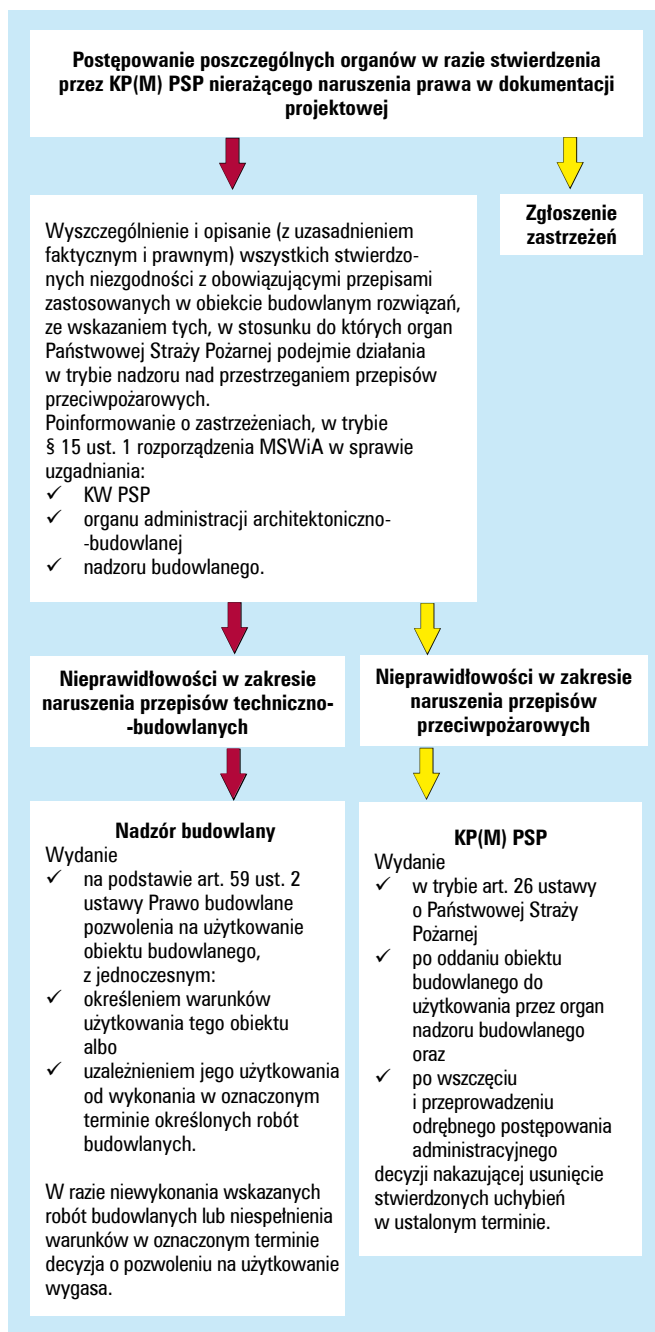 Postępowanie poszczególnych organów w razie stwierdzenia
przez KP(M) PSP nierażącego naruszenia prawa w dokumentacji
projektowej
Zgłoszenie
zastrzeżeń
Wyszczególnienie i opisanie (z uzasadnieniem
faktycznym i prawnym) wszystkich stwierdzo-
nych niezgodności z obowiązującymi przepisami
zastosowanych w obiekcie budowlanym rozwiązań,
ze wskazaniem tych, w stosunku do których organ
Państwowej Straży Pożarnej podejmie działania
w trybie nadzoru nad przestrzeganiem przepisów
przeciwpożarowych.
Poinformowanie o zastrzeżeniach, w trybie
§ 15 ust. 1 rozporządzenia MSWiA w sprawie
uzgadniania:
✓ KW PSP
✓ organu administracji architektoniczno-
-budowlanej
✓ nadzoru budowlanego.
Nieprawidłowości w zakresie
naruszenia przepisów techniczno-
-budowlanych
Nieprawidłowości w zakresie
naruszenia przepisów
przeciwpożarowych
Nadzór budowlany
Wydanie
✓ na podstawie art. 59 ust. 2
ustawy Prawo budowlane
pozwolenia na użytkowanie
obiektu budowlanego,
z jednoczesnym:
✓ określeniem warunków
użytkowania tego obiektu
albo
✓ uzależnieniem jego użytkowania
od wykonania w oznaczonym
terminie określonych robót
budowlanych.
W razie niewykonania wskazanych
robót budowlanych lub niespełnienia
warunków w oznaczonym terminie
decyzja o pozwoleniu na użytkowanie
wygasa.
KP(M) PSP
Wydanie
✓ w trybie art. 26 ustawy
o Państwowej Straży
Pożarnej
✓ po oddaniu obiektu
budowlanego do
użytkowania przez organ
nadzoru budowlanego
oraz
✓ po wszczęciu
i przeprowadzeniu
odrębnego postępowania
administracyjnego
decyzji nakazującej usunięcie
stwierdzonych uchybień
w ustalonym terminie.